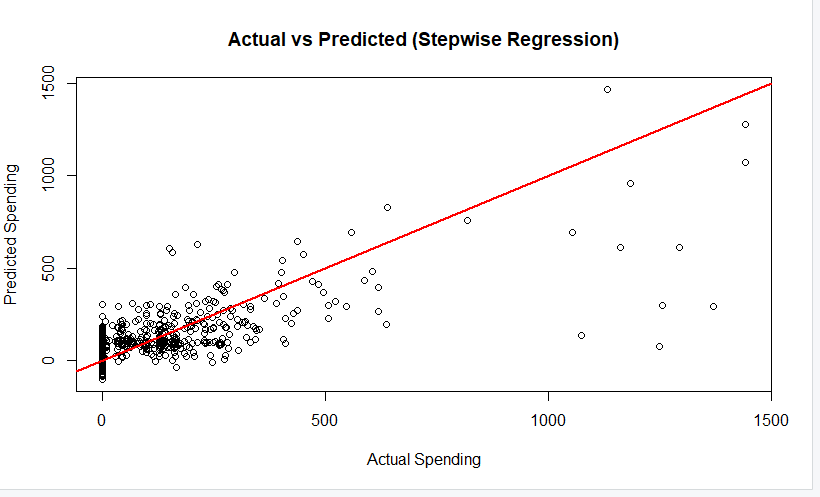 Actual vs Predicted (Stepwise Regression)
Predicted Spending
1500
1000
500
0
0
500
1000
1500
Actual Spending